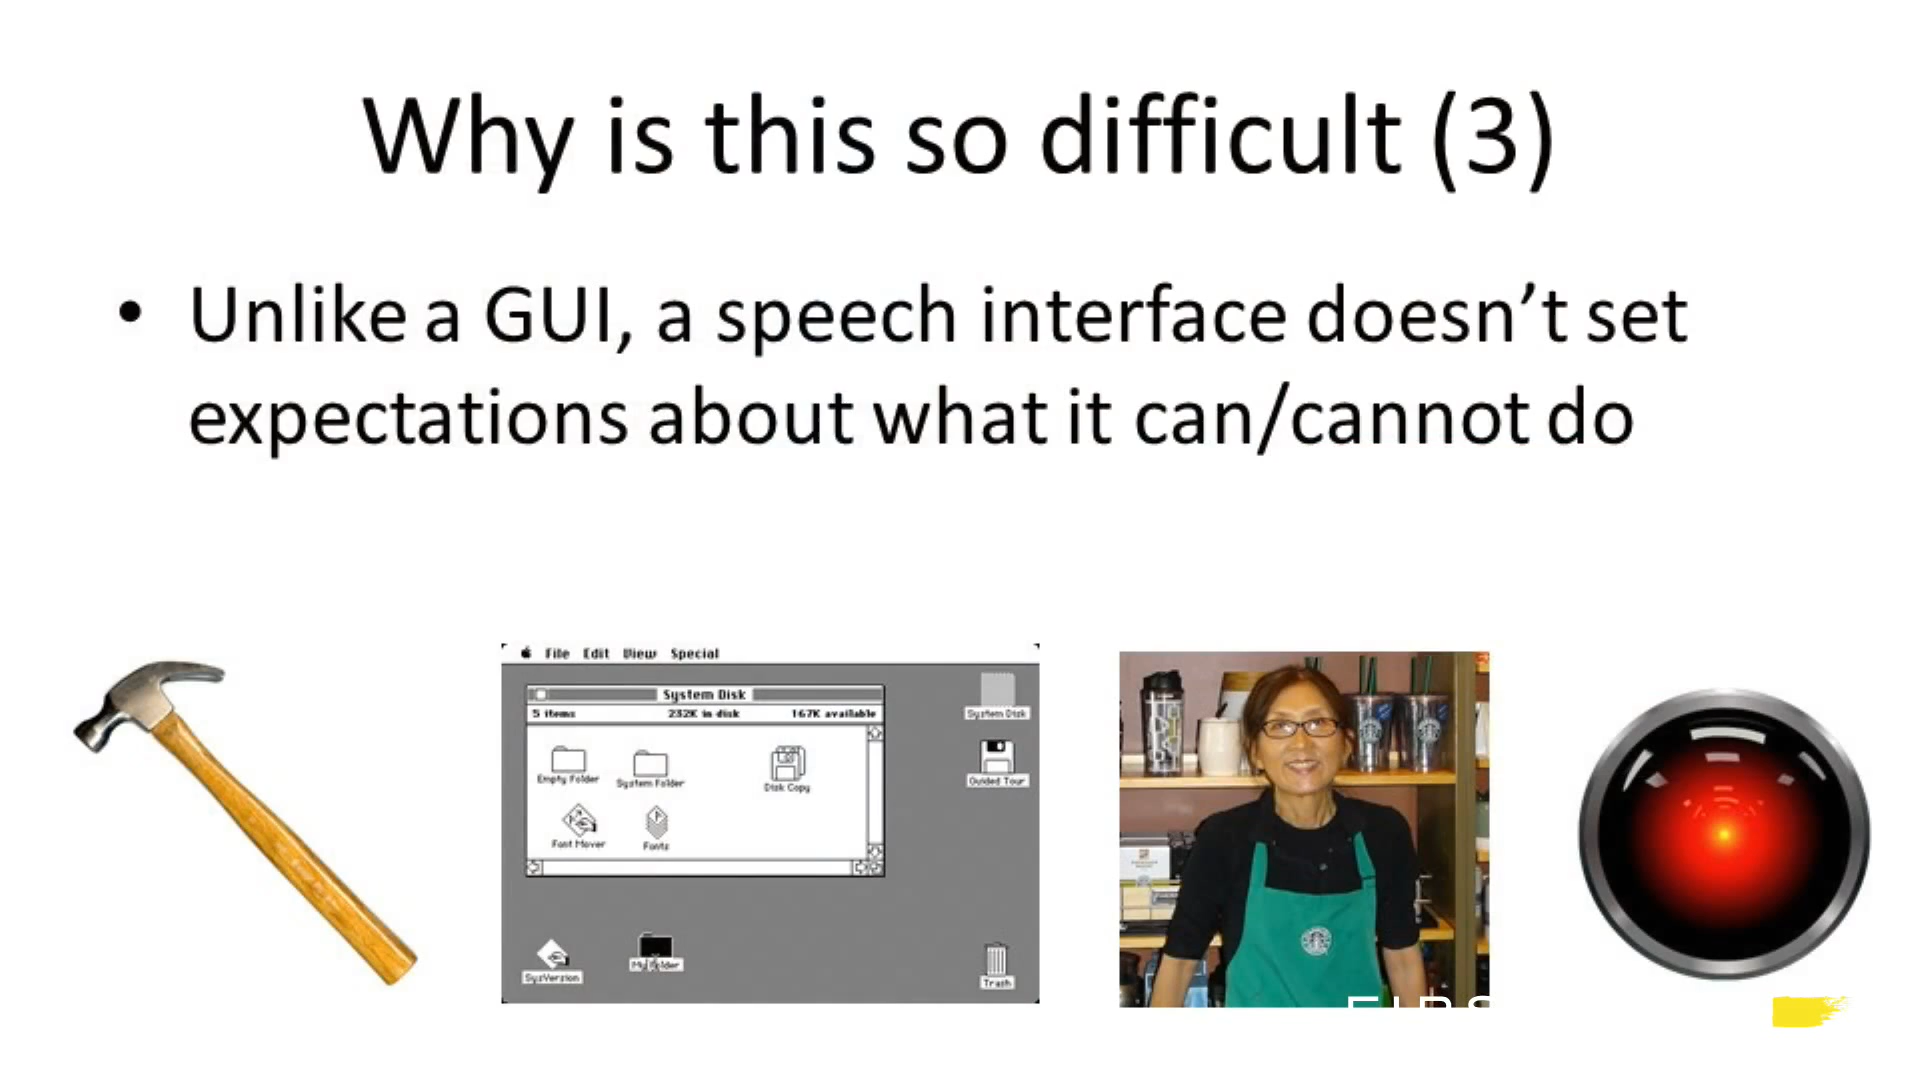 Why is this so difficult (3)
• Unlike a GUI, a speech interface doesn’t set
expectations about what it can/cannot do
File Edit View Special
System Disk
5 items 232K in disk 167K available
System Disk
Empty Folder System Folder Disk Copy
Guided Tour
Font Mover Fonts
SysVersion My Folder Trash
FIRS